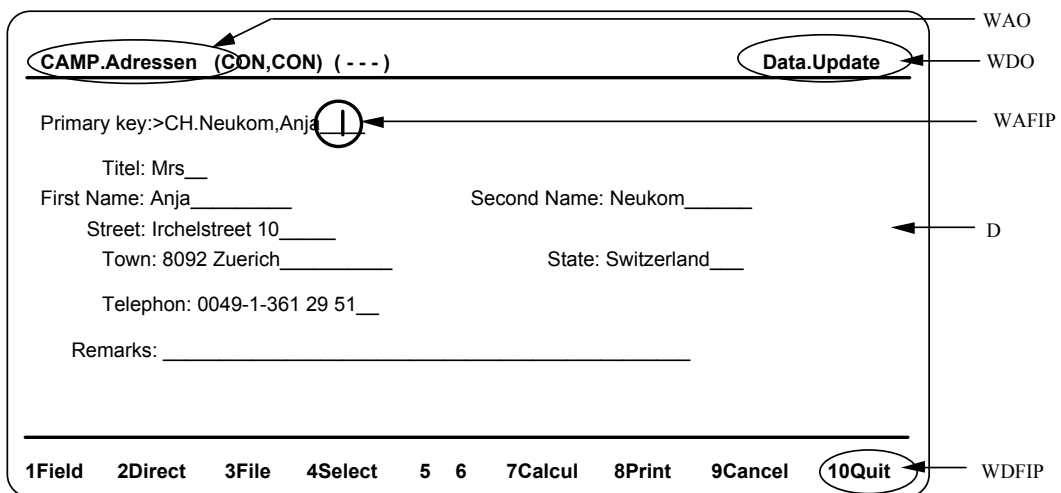 WAO
CAMP.Adressen (CON,CON) ( - - - ) Data.Update WDO
Primary key:>CH.Neukom,Anja_____ WAFIP
Titel: Mrs__
First Name: Anja_________ Second Name: Neukom______
Street: Irchelstreet 10_____ D
Town: 8092 Zuerich__________ State: Switzerland___
Telephon: 0049-1-361 29 51__
Remarks: _______________________________________________
1Field 2Direct 3File 4Select 5 6 7Calcul 8Print 9Cancel 10Quit WDFIP